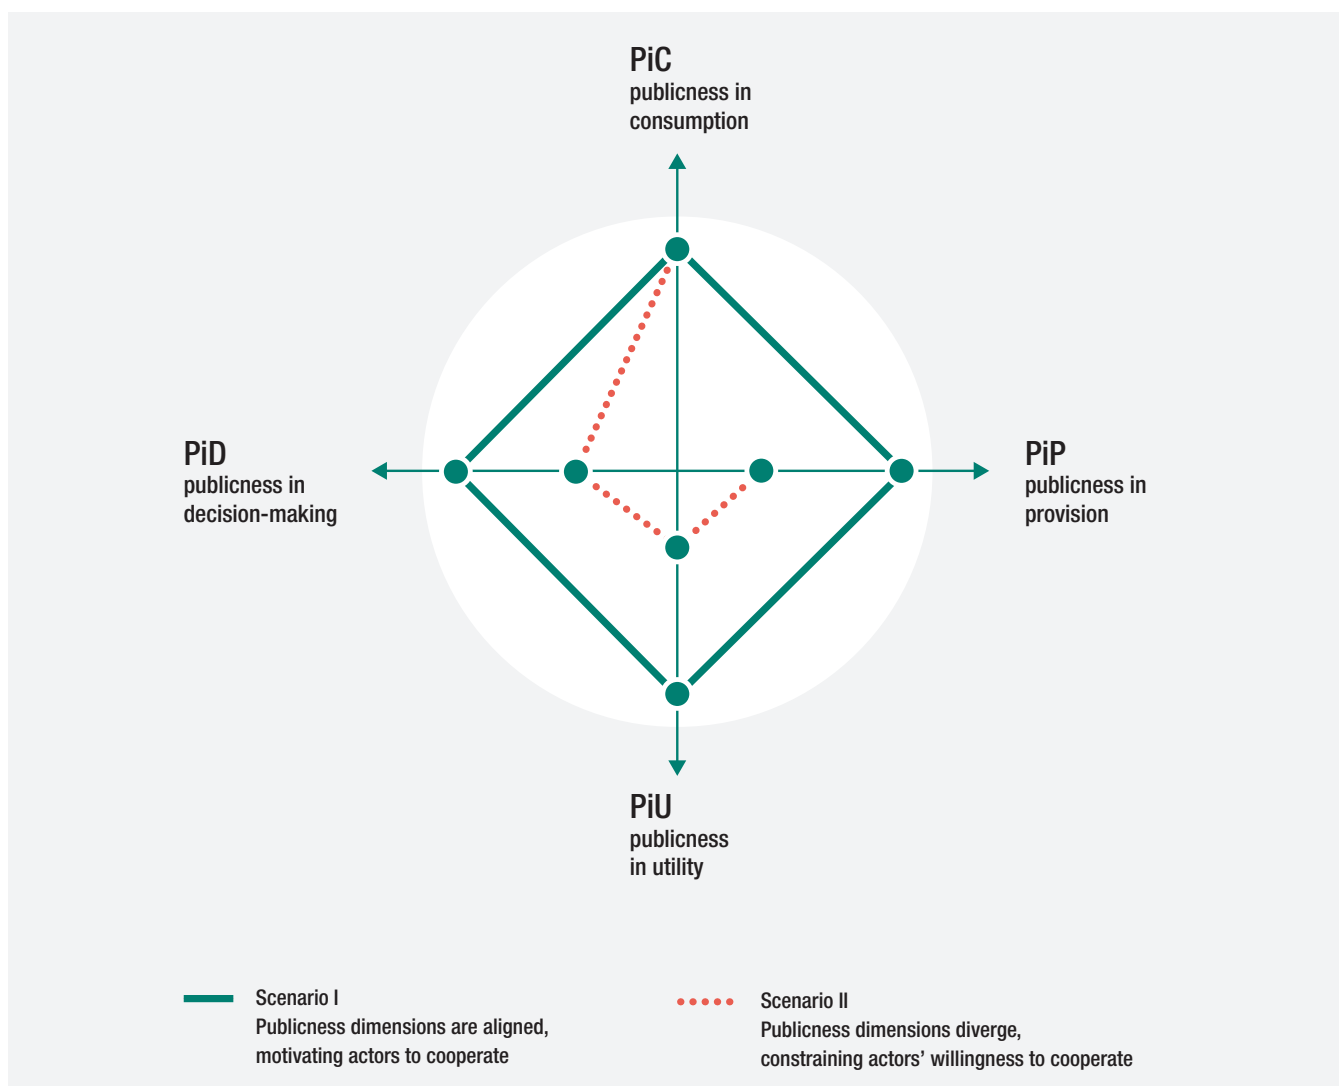 PiC
publicness in
consumption
PiD
publicness in
decision-making
PiP
publicness in
provision
PiU
publicness
in utility
Scenario I
Publicness dimensions are aligned,
motivating actors to cooperate
Scenario II
Publicness dimensions diverge,
constraining actors’ willingness to cooperate